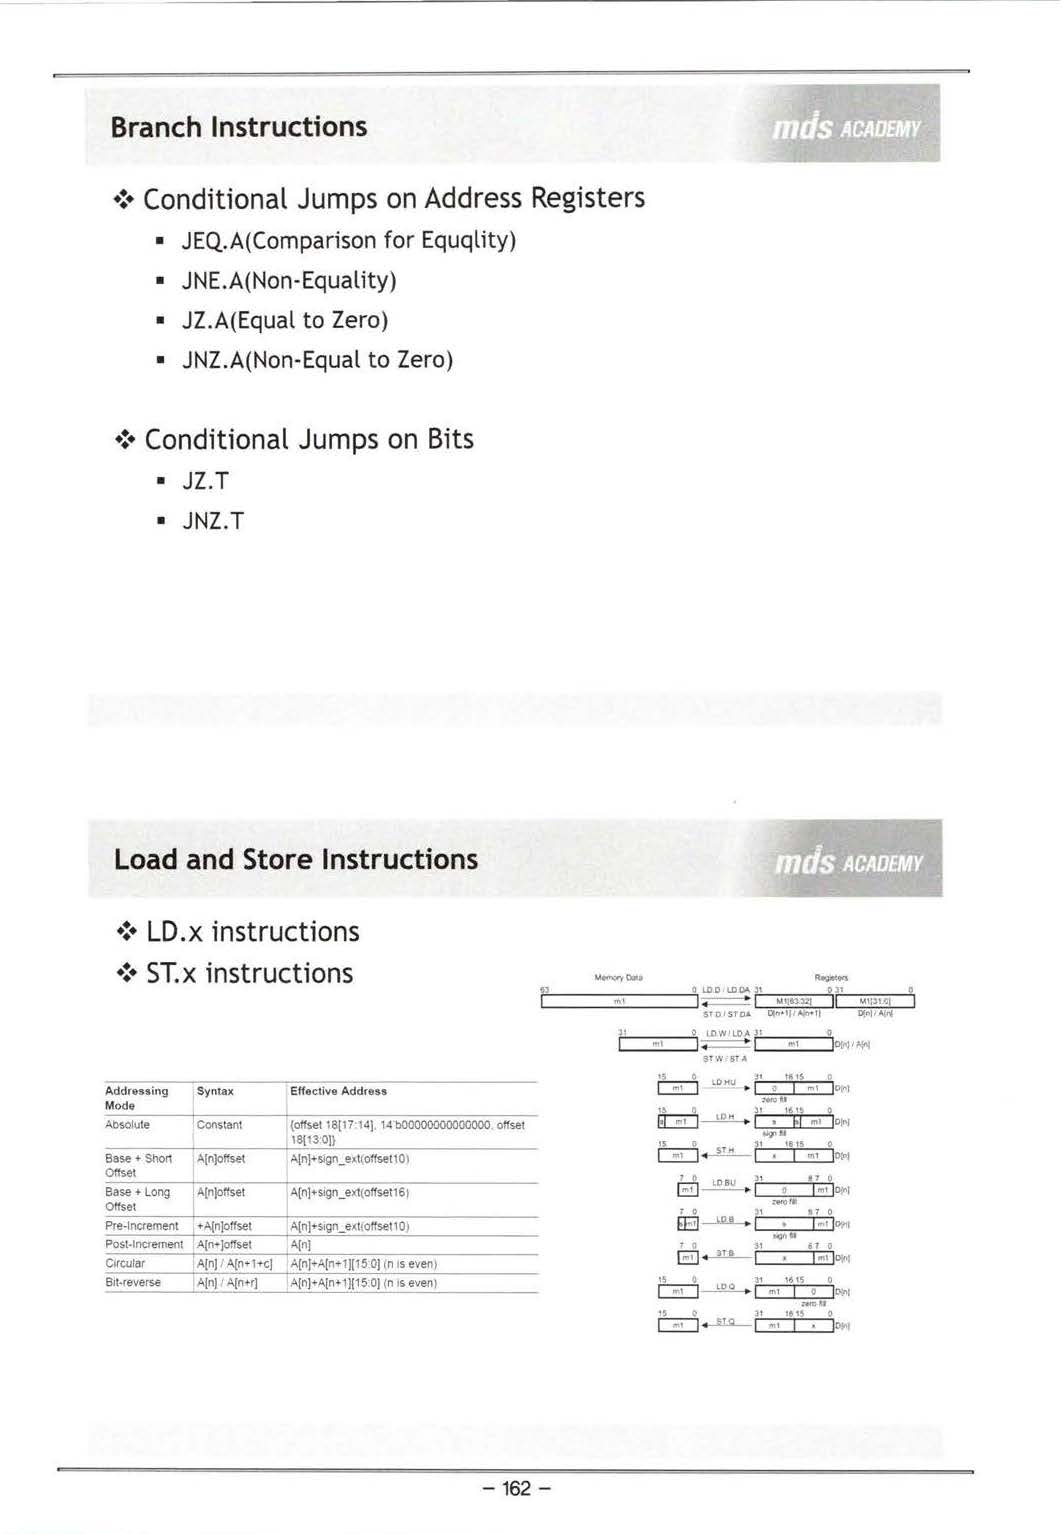 Branch Instructions
mds ACADEMY
Conditional Jumps on Address Registers
JEQ.A(Comparison for Equqlity)
JNE.A(Non-Equality)
JZ.A(Equal to Zero)
JNZ.A(Non-Equal to Zero)
Conditional Jumps on Bits
JZ.T
JNZ.T
Load and Store Instructions
mds ACADEMY
LD.x instructions
ST.x instructions
Addressing Mode Syntax Effective Address
Absolute Constant {offset 18[17:14], 14'b00000000000000, offset
18[13:0]}
Base + Short Offset A[n]offset A[n]+sign_ext(offset10)
Base + Long Offset A[n]offset A[n]+sign_ext(offset16)
Pre-Increment +A[n]offset A[n]+sign_ext(offset10)
Post-Increment A[n+]offset A[n]
Circular A[n] / A[n+1+c] A[n]+A[n+1][15:0] (n is even)
Bit-reverse A[n] / A[n+r] A[n]+A[n+1][15:0] (n is even)
Memory Data Registers
63 0 LD.D / LD.DA 31 0 31 0
m1 M1[63:32] M1[31:0]
ST.D / ST.DA D[n+1] / A[n+1] D[n] / A[n]
31 0 LD.W / LD.A 31 0
m1 m1 D[n] / A[n]
ST.W / ST.A
15 0 LD.HU 31 16 15 0
m1 0 m1 D[n]
zero fill
15 0 LD.H 31 16 15 0
s m1 s s m1 D[n]
sign fill
15 0 ST.H 31 16 15 0
m1 x m1 D[n]
7 0 LD.BU 31 8 7 0
m1 0 m1 D[n]
zero fill
7 0 LD.B 31 8 7 0
s m1 s m1 D[n]
sign fill
7 0 ST.B 31 8 7 0
m1 x m1 D[n]
15 0 LD.Q 31 16 15 0
m1 m1 0 D[n]
zero fill
15 0 ST.Q 31 16 15 0
m1 m1 x D[n]
- 162 -